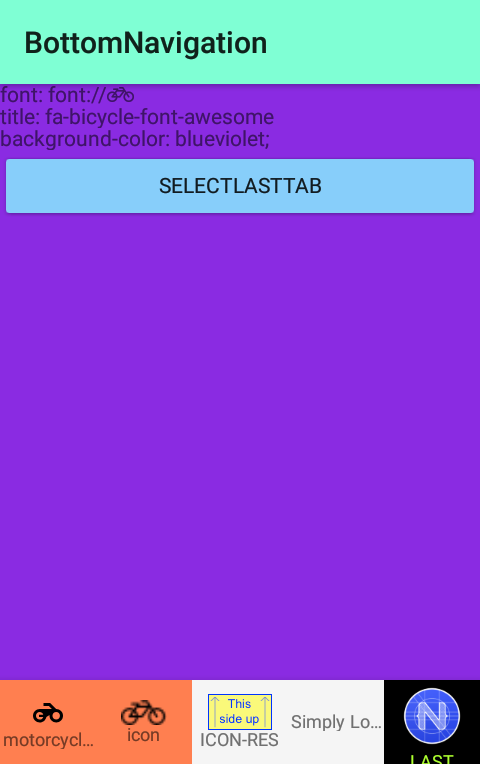 BottomNavigation
font: font://
title: fa-bicycle-font-awesome
background-color: blueviolet;
SELECTLASTTAB
motorcycl...
icon
This
side up
ICON-RES
Simply Lo...
N
LAST